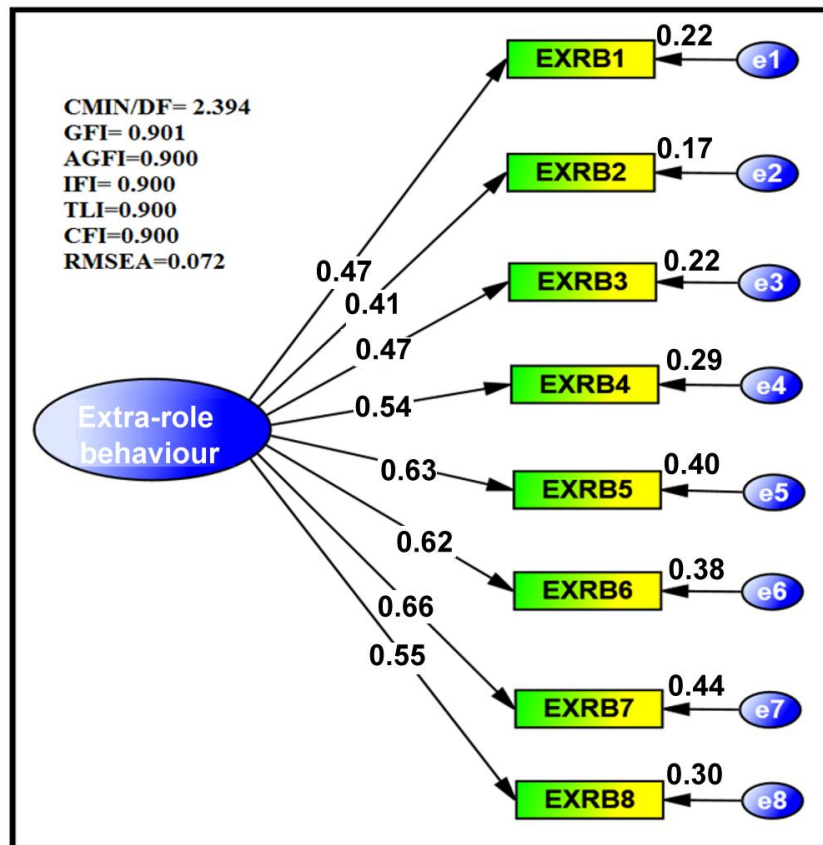 CMIN/DF= 2.394
GFI= 0.901
AGFI=0.900
IFI= 0.900
TLI=0.900
CFI=0.900
RMSEA=0.072
Extra-role
behaviour
0.47
0.41
0.47
0.54
0.63
0.62
0.66
0.55
EXRB1
0.22
e1
EXRB2
0.17
e2
EXRB3
0.22
e3
EXRB4
0.29
e4
EXRB5
0.40
e5
EXRB6
0.38
e6
EXRB7
0.44
e7
EXRB8
0.30
e8